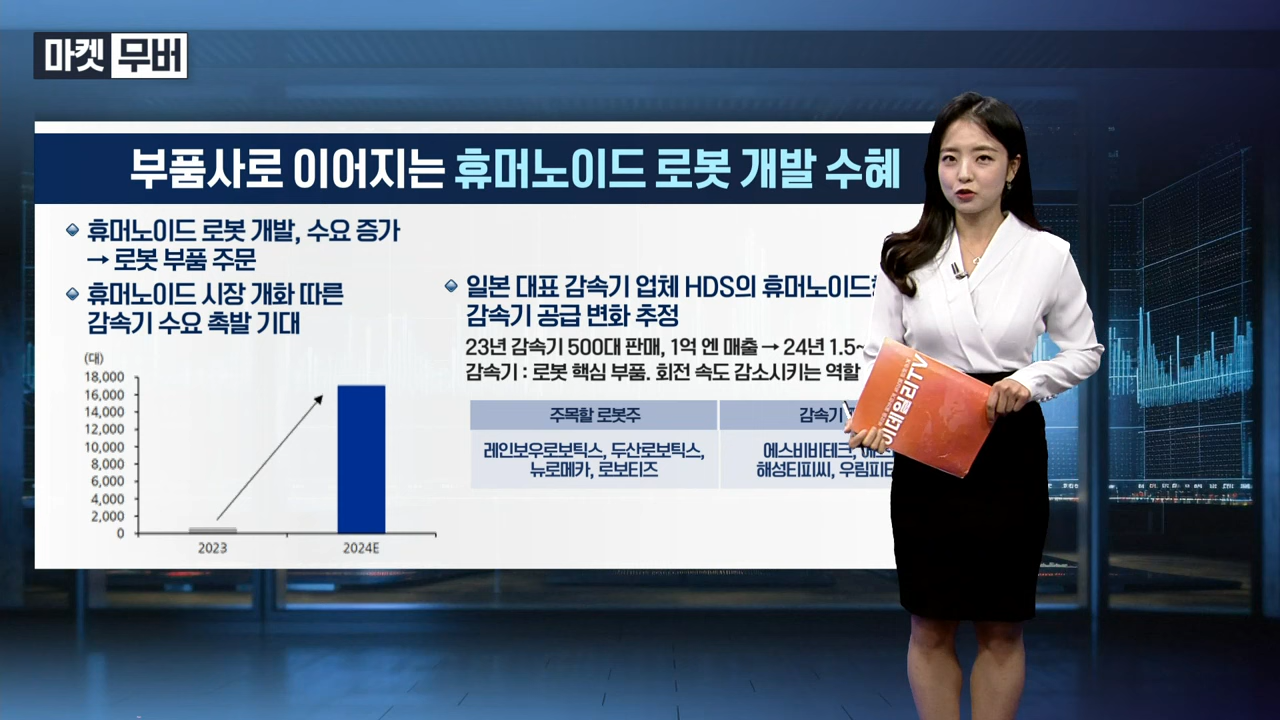 마켓무버
부품사로 이어지는 휴머노이드 로봇 개발 수혜
휴머노이드 로봇 개발, 수요 증가
→ 로봇 부품 주문
휴머노이드 시장 개화 따른
감속기 수요 촉발 기대
(대)
18,000
16,000
14,000
12,000
10,000
8,000
6,000
4,000
2,000
0
2023
2024E
일본 대표 감속기 업체 HDS의 휴머노이드
감속기 공급 변화 추정
23년 감속기 500대 판매, 1억 엔 매출 → 24년 1.5~
감속기 : 로봇 핵심 부품. 회전 속도 감소시키는 역할
주목할 로봇주
감속기
레인보우로보틱스, 두산로보틱스,
뉴로메카, 로보티즈
에스비비테크,
해성티피씨,
이데일리TV